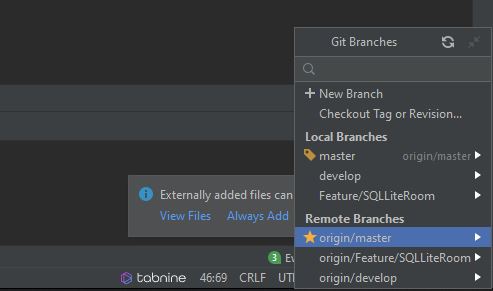 Git Branches
New Branch
Checkout Tag or Revision...
Local Branches
master origin/master
develop
Feature/SQLLiteRoom
Remote Branches
origin/master
origin/Feature/SQLLiteRoom
origin/develop
Externally added files can
View Files Always Add
3 Ev
tabnine 46:69 CRLF UT